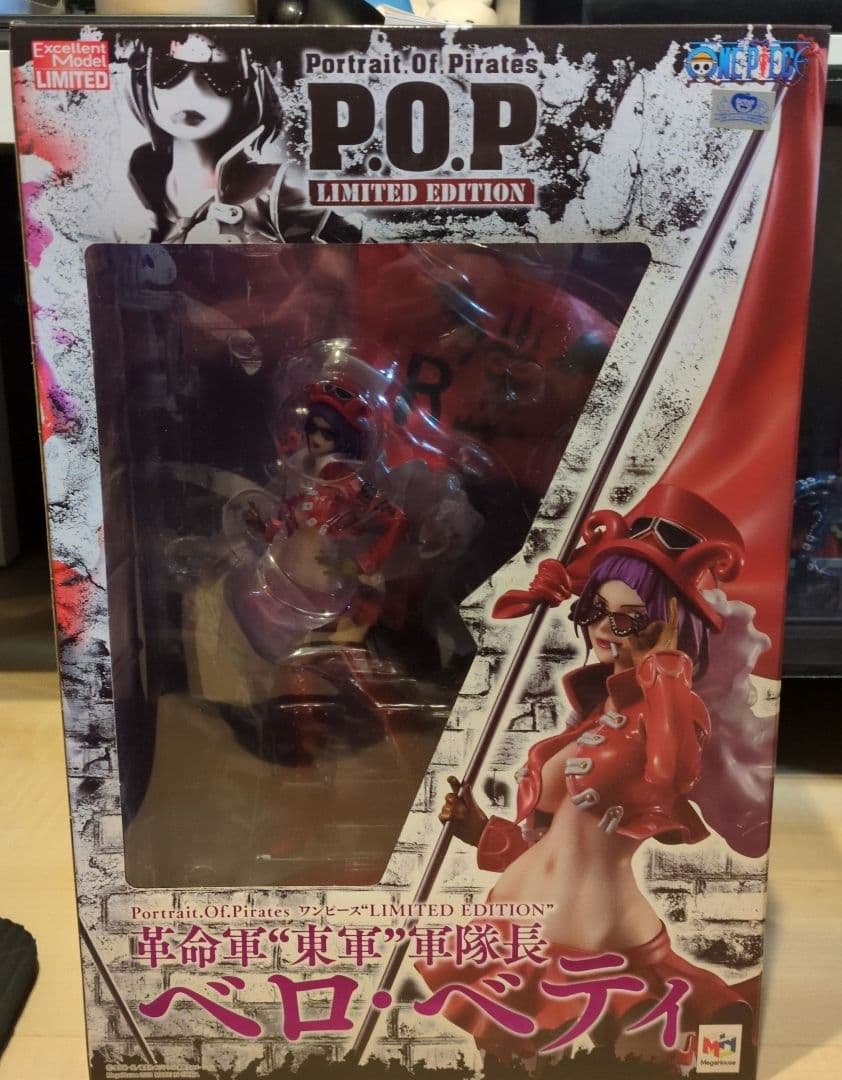 Excellent
Model
LIMITED
Portrait.Of.Pirates
P.O.P
LIMITED EDITION
ONE PIECE
R
Portrait.Of.Pirates ワンピース“LIMITED EDITION”
革命軍“東軍”軍隊長
ベロ・ベティ
MegaHouse